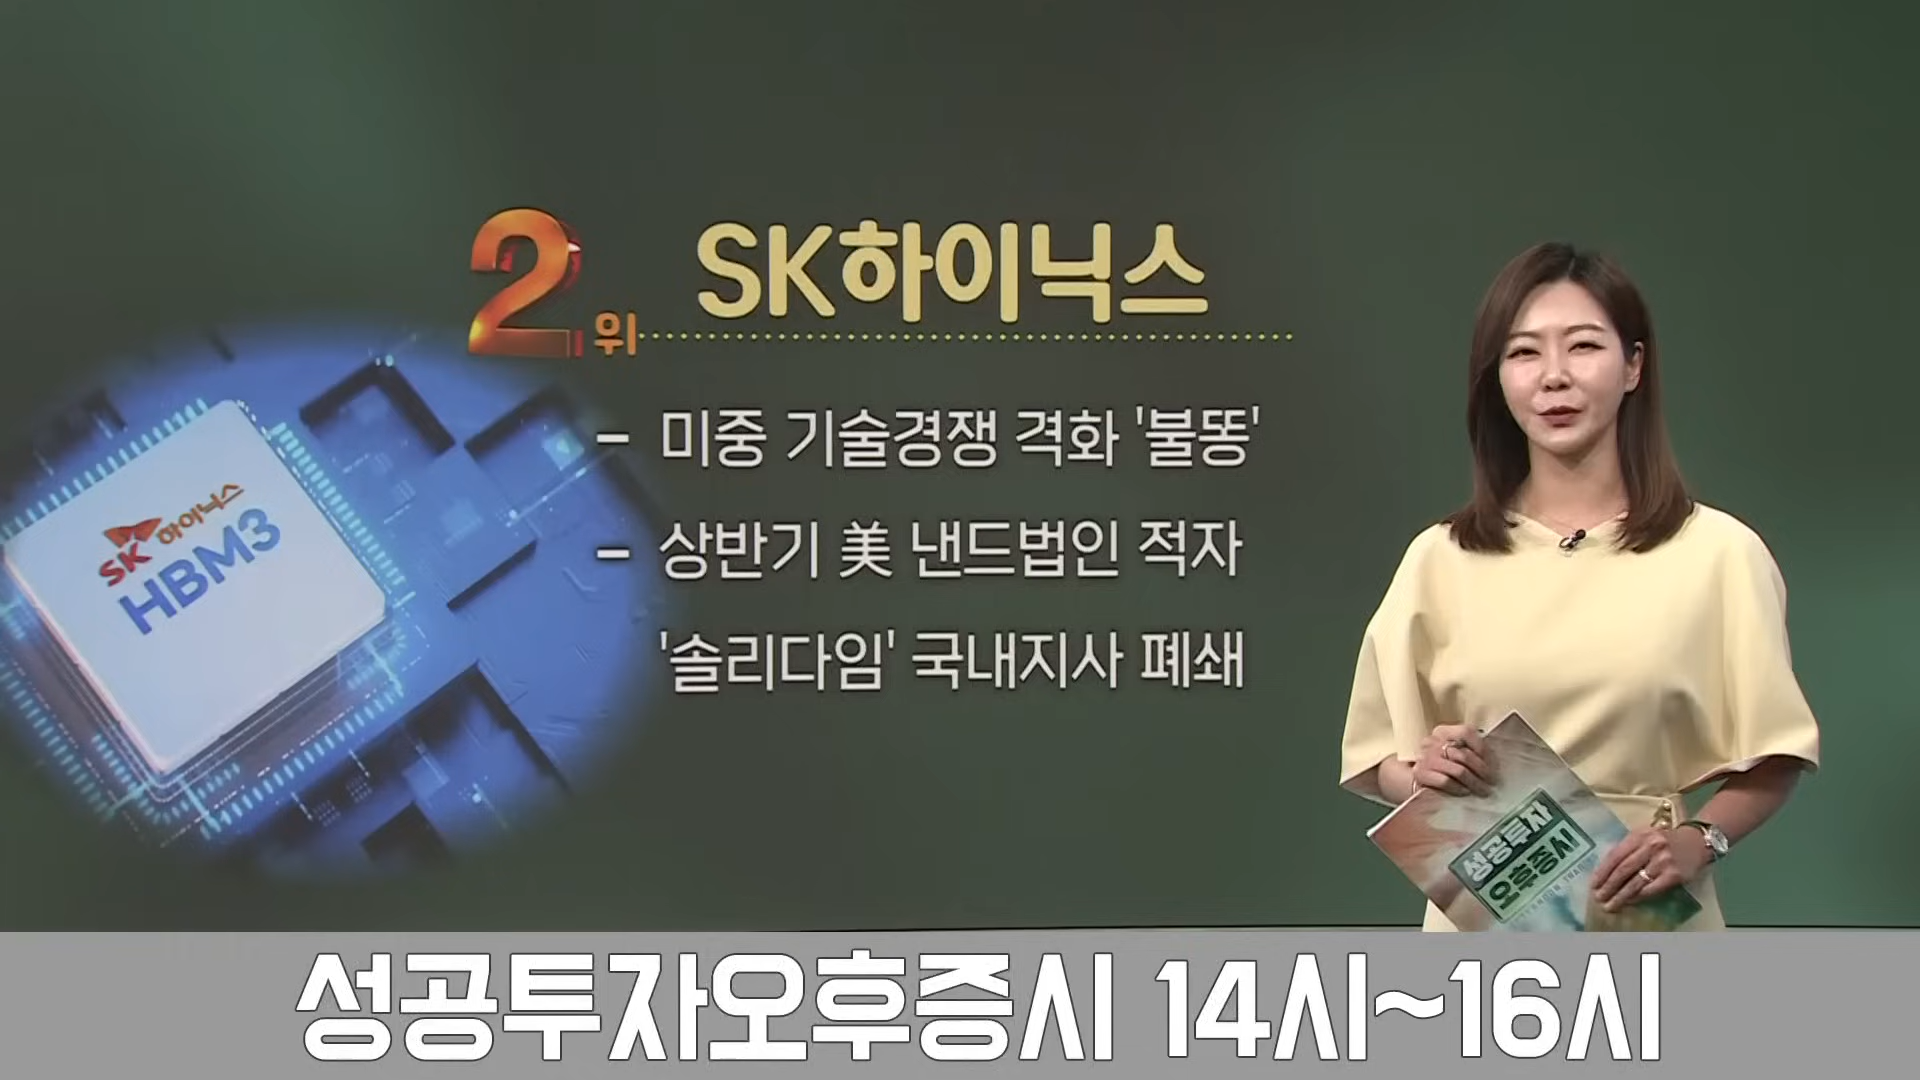 2위 SK하이닉스
- 미중 기술경쟁 격화 '불똥'
- 상반기 美 낸드법인 적자
'솔리다임' 국내지사 폐쇄
SK하이닉스
HBM3
성공투자
오후증시
성공투자오후증시 14시~16시